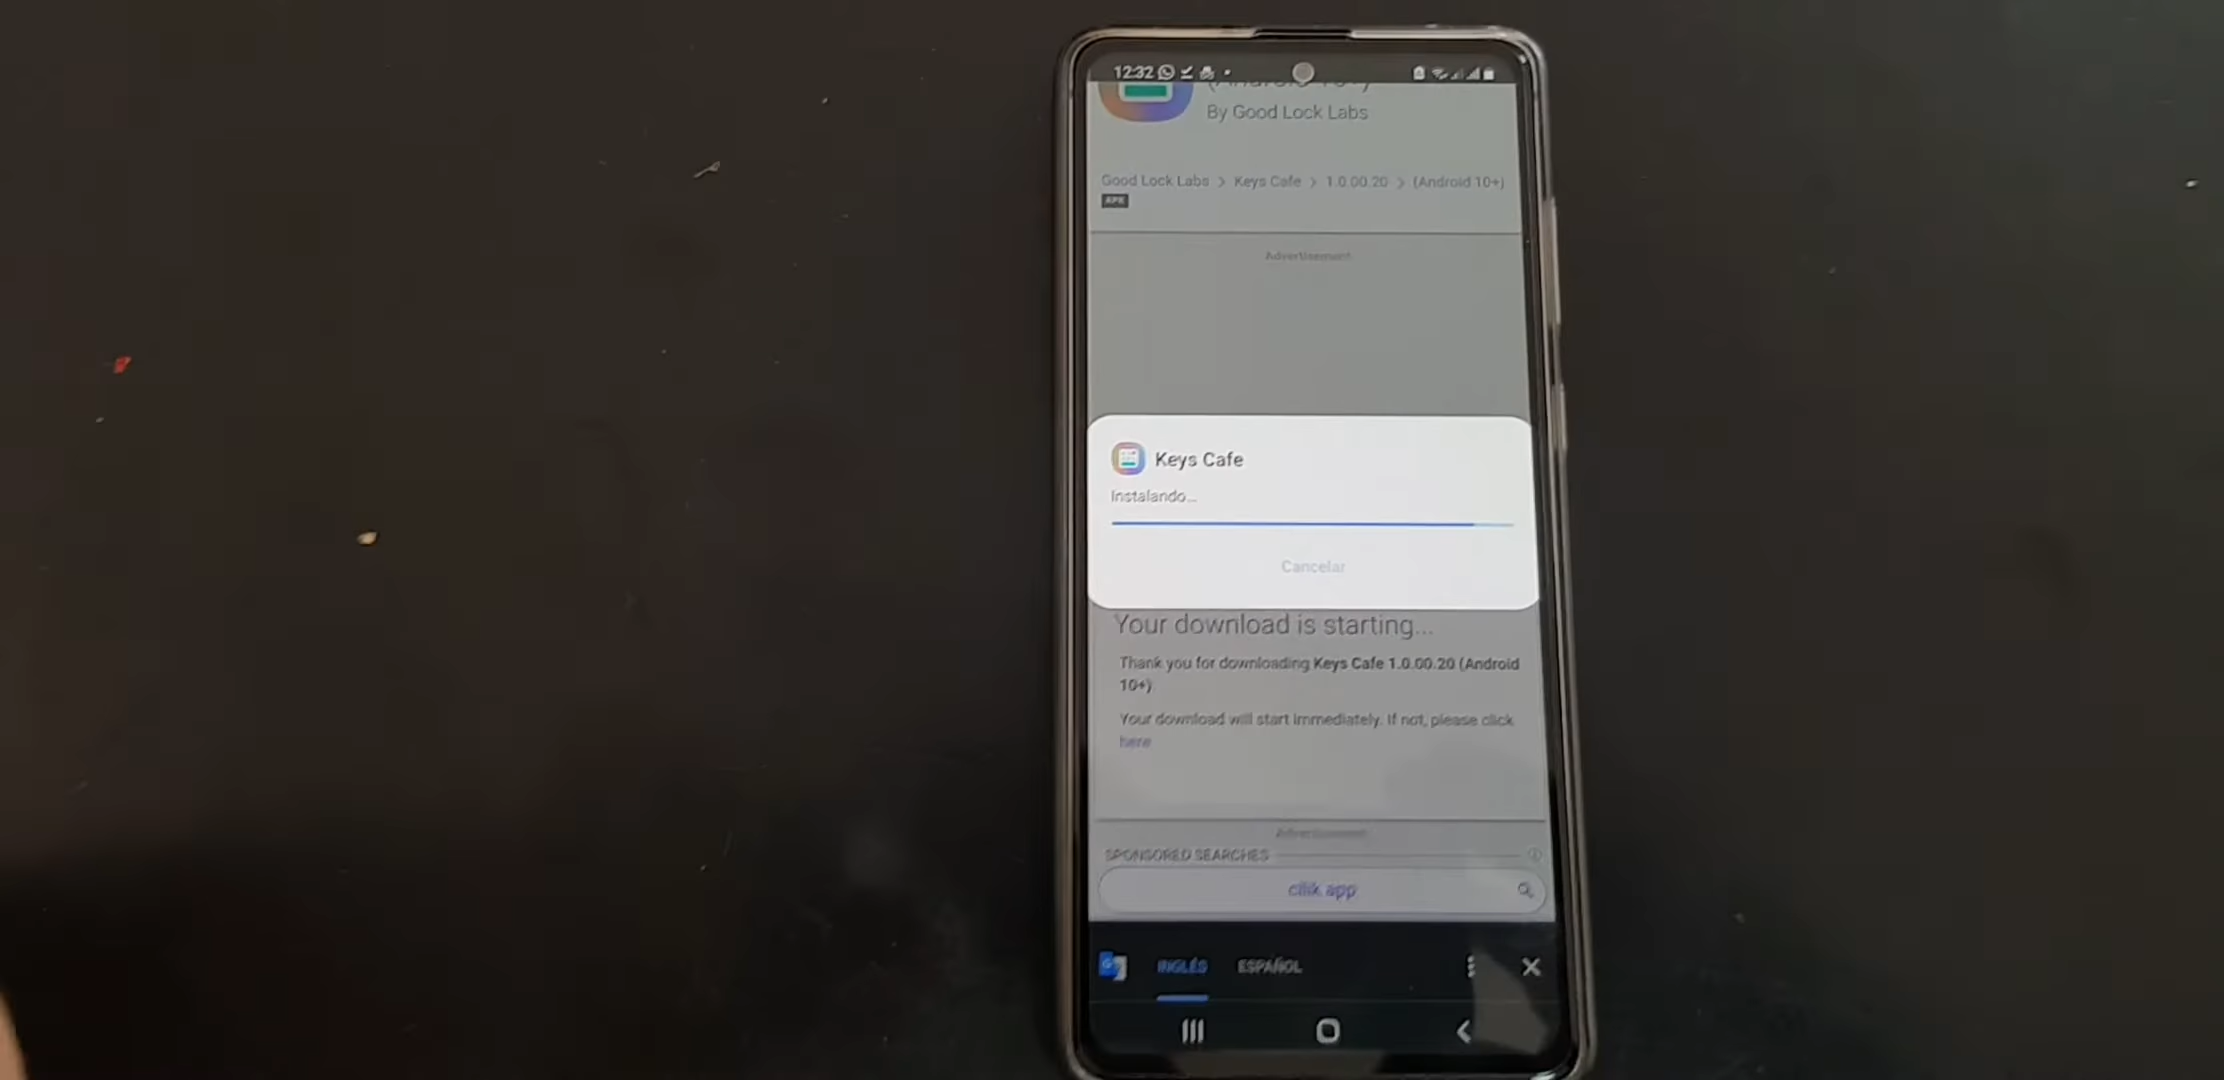 12:32
By Good Lock Labs
Good Lock Labs > Keys Cafe > 1.0.00.20 > (Android 10+)
APK
Advertisement
Keys Cafe
Instalando...
Cancelar
Your download is starting...
Thank you for downloading Keys Cafe 1.0.00.20 (Android
10+)
Your download will start immediately. If not, please click
here
Advertisement
SPONSORED SEARCHES
INGLÉS ESPAÑOL